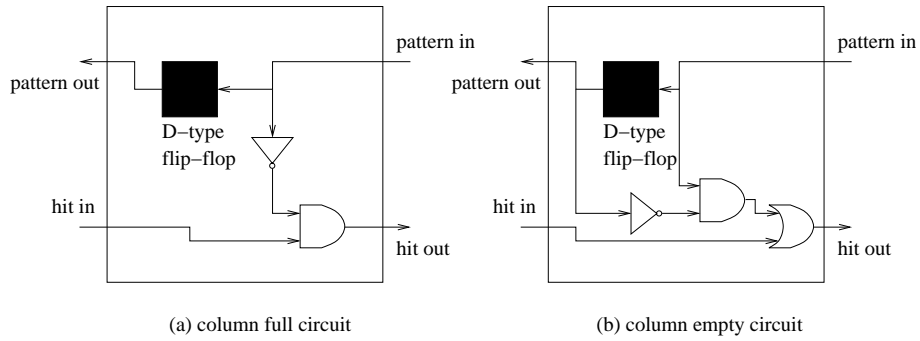 pattern in
pattern out
D−type
flip−flop
hit in
hit out
(a) column full circuit
pattern in
pattern out
D−type
flip−flop
hit in
hit out
(b) column empty circuit